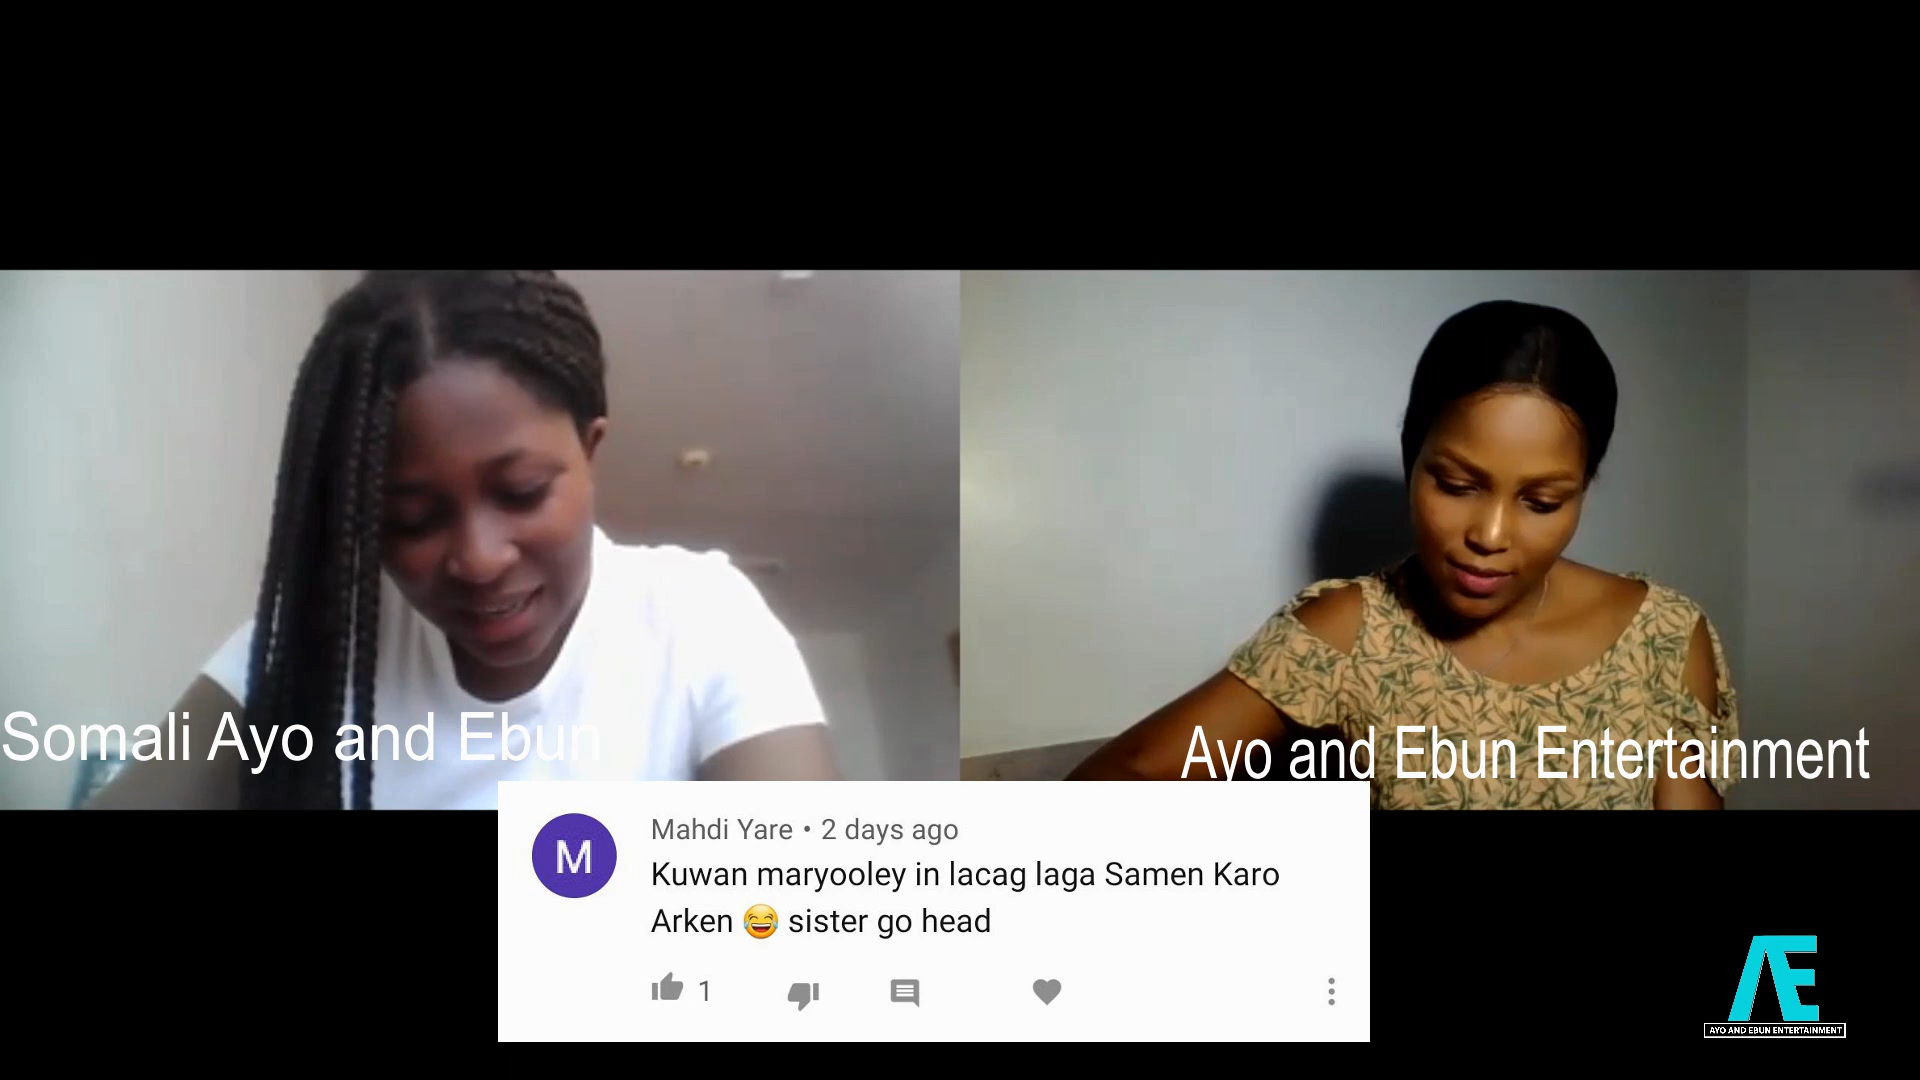 Somali Ayo and Ebun
Ayo and Ebun Entertainment
Mahdi Yare • 2 days ago
Kuwan maryooley in lacag laga Samen Karo
Arken 😂 sister go head
1
M
AE
AYO AND EBUN ENTERTAINMENT